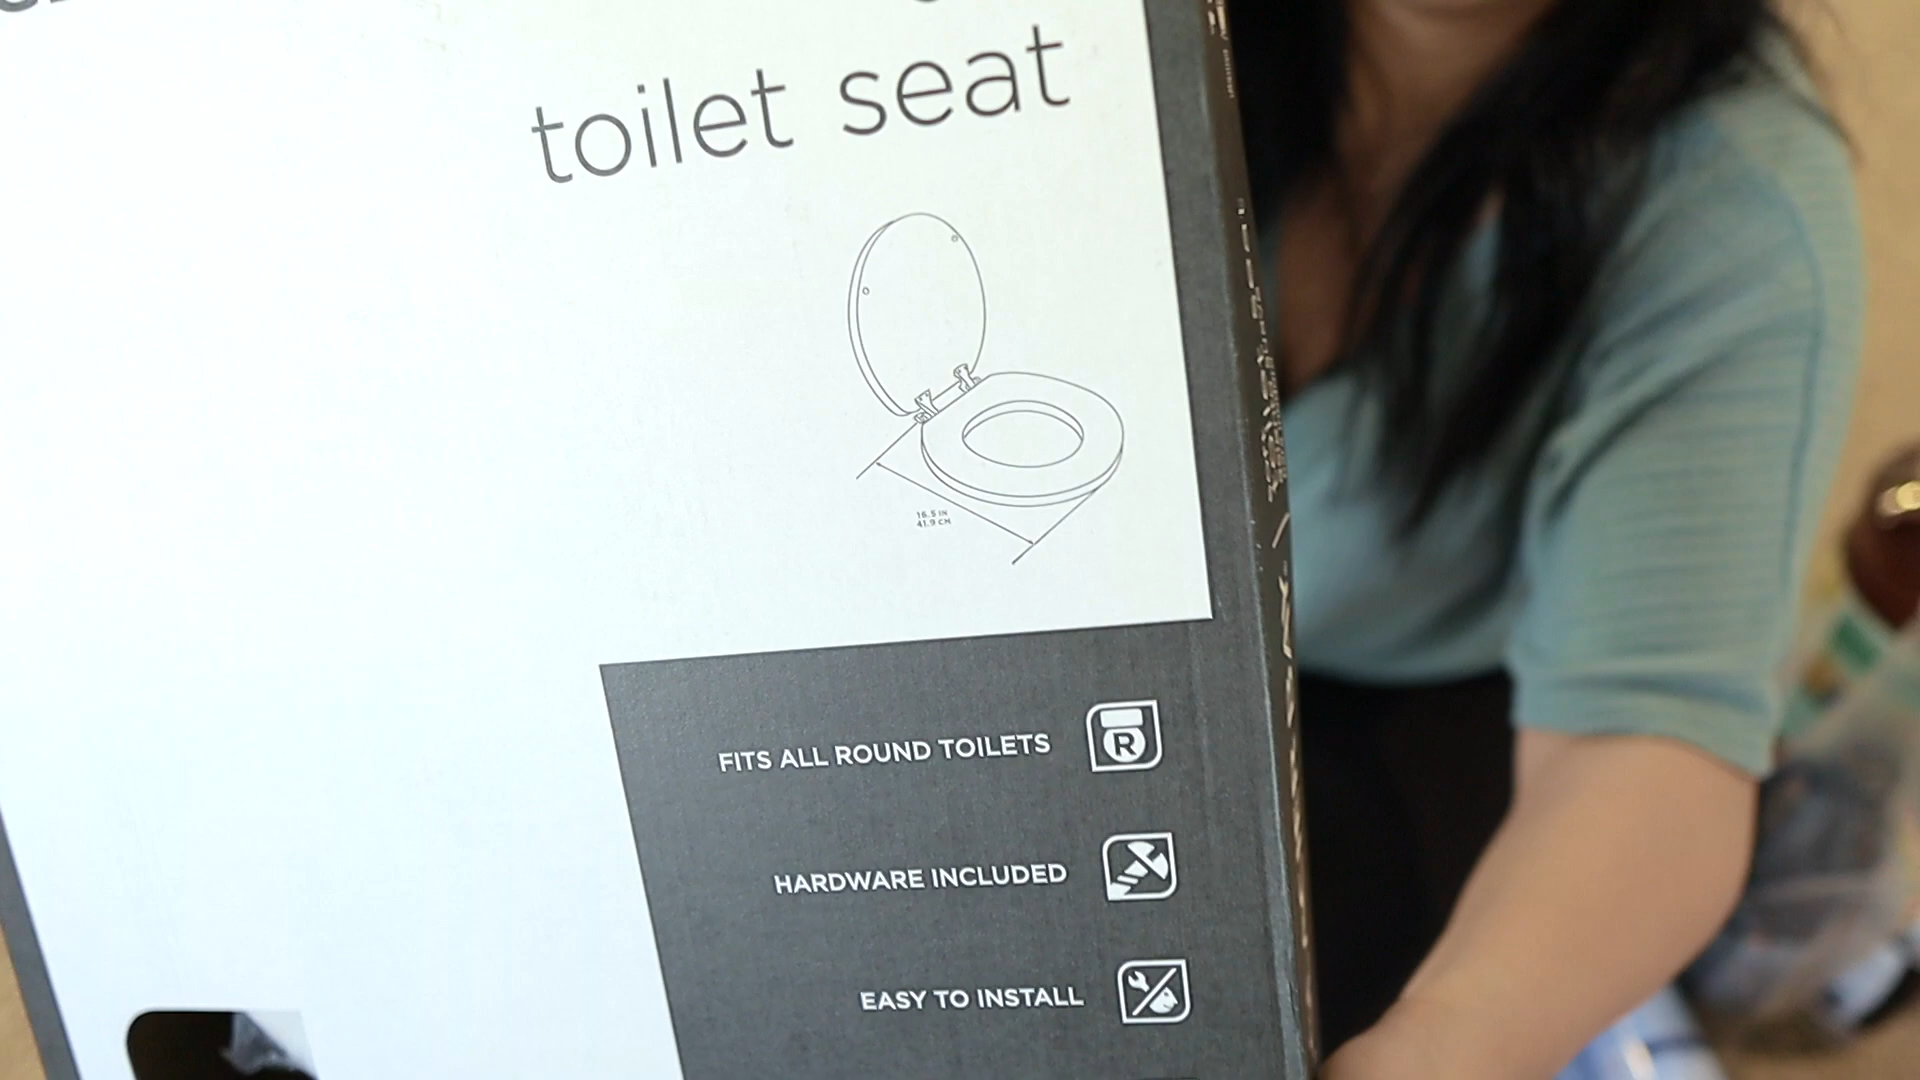 toilet seat
16.5 IN
41.9 CM
FITS ALL ROUND TOILETS
R
HARDWARE INCLUDED
EASY TO INSTALL